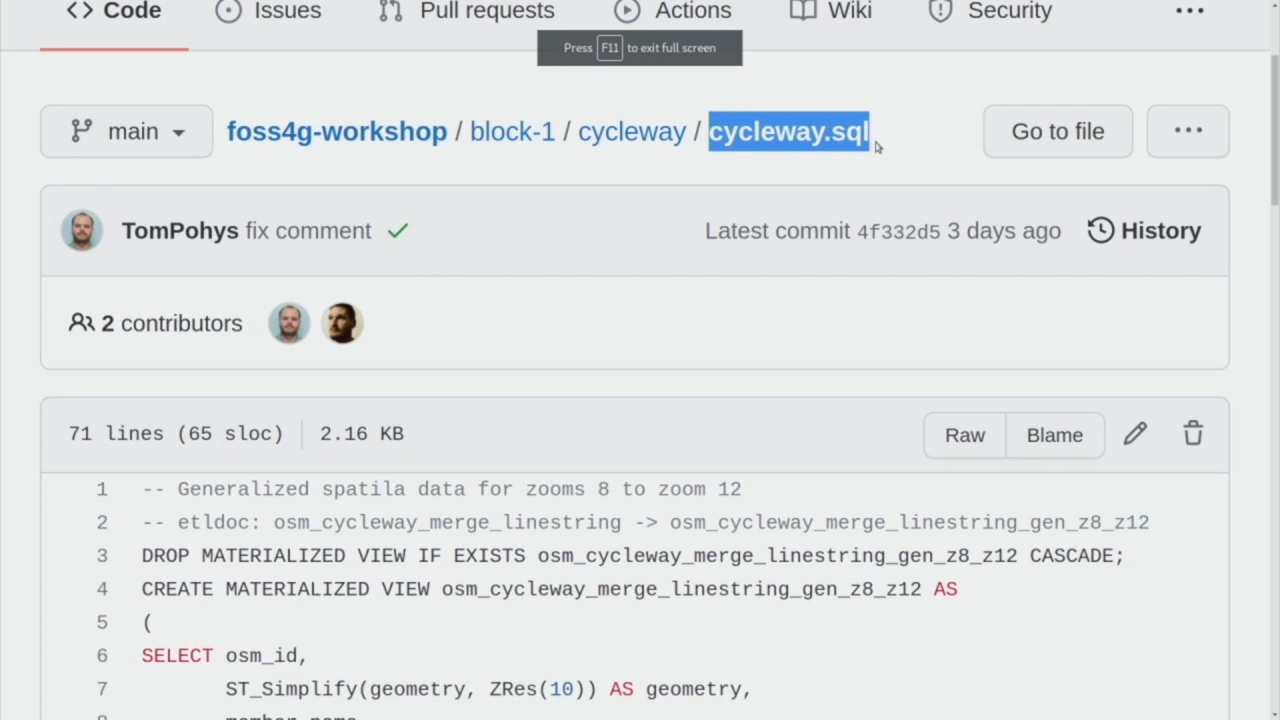 Code Issues Pull requests Actions Wiki Security ...
Press F11 to exit full screen
main foss4g-workshop / block-1 / cycleway / cycleway.sql Go to file ...
TomPohys fix comment Latest commit 4f332d5 3 days ago History
2 contributors
71 lines (65 sloc) 2.16 KB Raw Blame
1 -- Generalized spatila data for zooms 8 to zoom 12
2 -- etldoc: osm_cycleway_merge_linestring -> osm_cycleway_merge_linestring_gen_z8_z12
3 DROP MATERIALIZED VIEW IF EXISTS osm_cycleway_merge_linestring_gen_z8_z12 CASCADE;
4 CREATE MATERIALIZED VIEW osm_cycleway_merge_linestring_gen_z8_z12 AS
5 (
6 SELECT osm_id,
7 ST_Simplify(geometry, ZRes(10)) AS geometry,
8 member_name